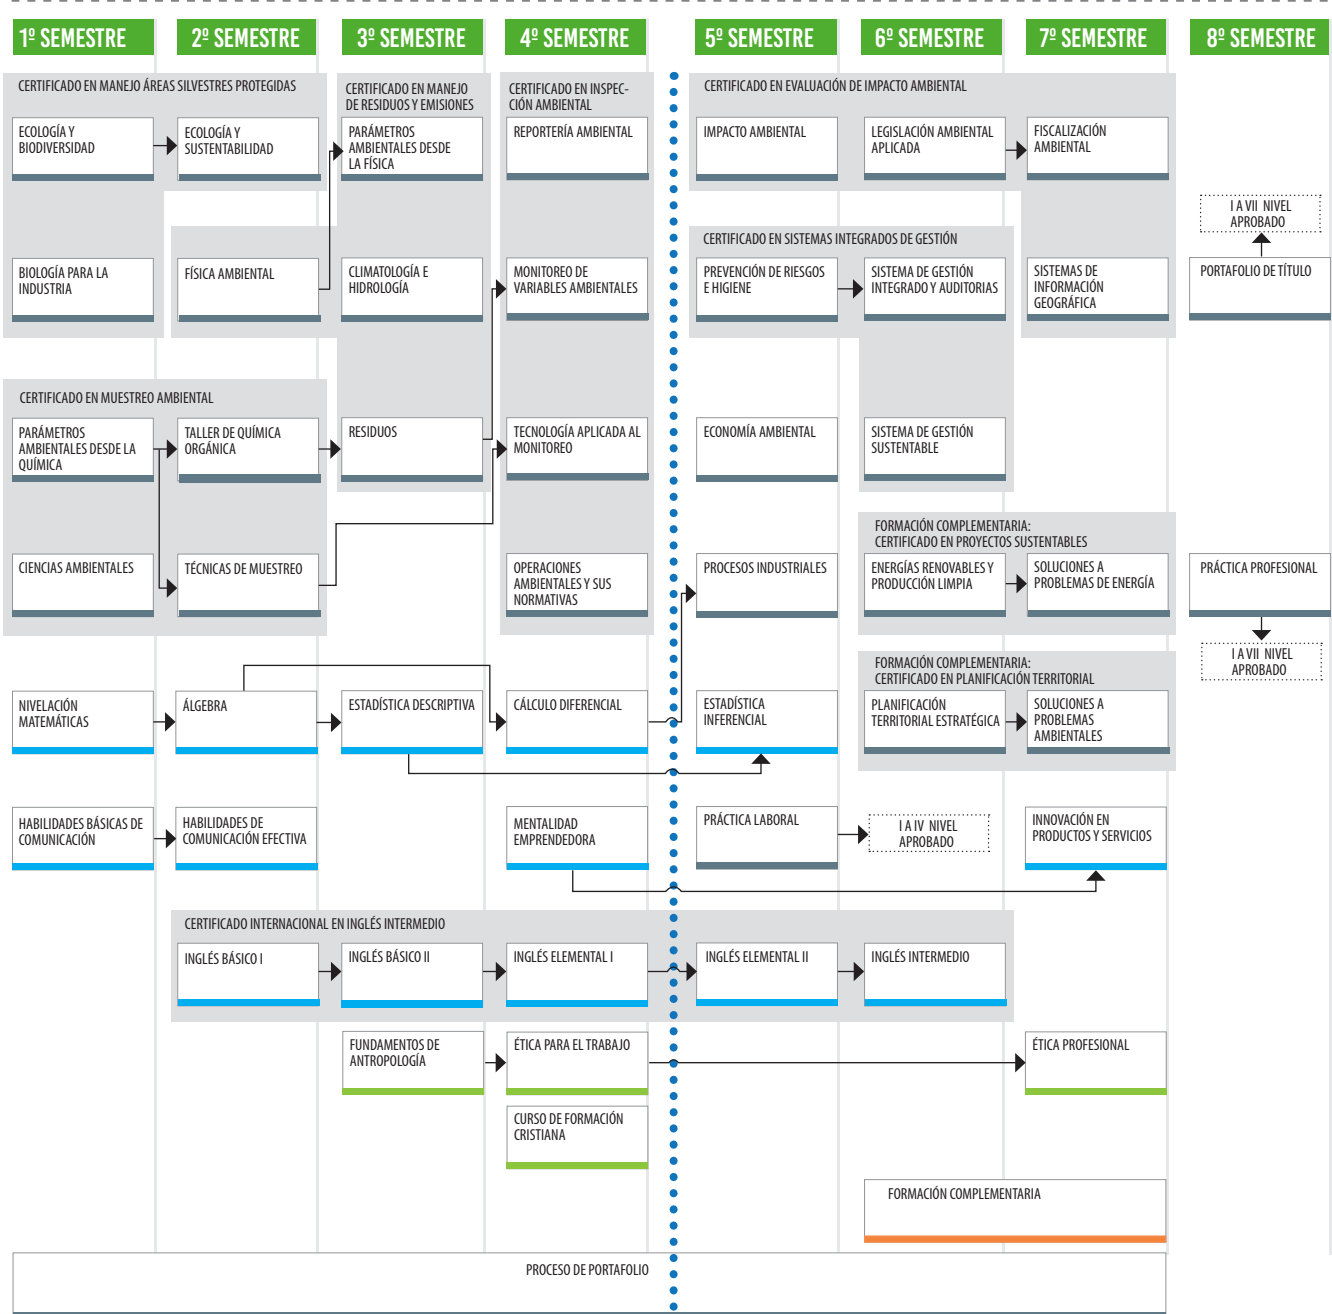 1º SEMESTRE
2º SEMESTRE
3º SEMESTRE
4º SEMESTRE
5º SEMESTRE
6º SEMESTRE
7º SEMESTRE
8º SEMESTRE
CERTIFICADO EN MANEJO ÁREAS SILVESTRES PROTEGIDAS
CERTIFICADO EN MANEJO
DE RESIDUOS Y EMISIONES
CERTIFICADO EN INSPEC-
CIÓN AMBIENTAL
CERTIFICADO EN EVALUACIÓN DE IMPACTO AMBIENTAL
ECOLOGÍA Y
BIODIVERSIDAD
ECOLOGÍA Y
SUSTENTABILIDAD
PARÁMETROS
AMBIENTALES DESDE
LA FÍSICA
REPORTERÍA AMBIENTAL
IMPACTO AMBIENTAL
LEGISLACIÓN AMBIENTAL
APLICADA
FISCALIZACIÓN
AMBIENTAL
I A VII NIVEL
APROBADO
CERTIFICADO EN SISTEMAS INTEGRADOS DE GESTIÓN
BIOLOGÍA PARA LA
INDUSTRIA
FÍSICA AMBIENTAL
CLIMATOLOGÍA E
HIDROLOGÍA
MONITOREO DE
VARIABLES AMBIENTALES
PREVENCIÓN DE RIESGOS
E HIGIENE
SISTEMA DE GESTIÓN
INTEGRADO Y AUDITORIAS
SISTEMAS DE
INFORMACIÓN
GEOGRÁFICA
PORTAFOLIO DE TÍTULO
CERTIFICADO EN MUESTREO AMBIENTAL
PARÁMETROS
AMBIENTALES DESDE LA
QUÍMICA
TALLER DE QUÍMICA
ORGÁNICA
RESIDUOS
TECNOLOGÍA APLICADA AL
MONITOREO
ECONOMÍA AMBIENTAL
SISTEMA DE GESTIÓN
SUSTENTABLE
FORMACIÓN COMPLEMENTARIA:
CERTIFICADO EN PROYECTOS SUSTENTABLES
CIENCIAS AMBIENTALES
TÉCNICAS DE MUESTREO
OPERACIONES
AMBIENTALES Y SUS
NORMATIVAS
PROCESOS INDUSTRIALES
ENERGÍAS RENOVABLES Y
PRODUCCIÓN LIMPIA
SOLUCIONES A
PROBLEMAS DE ENERGÍA
PRÁCTICA PROFESIONAL
I A VII NIVEL
APROBADO
FORMACIÓN COMPLEMENTARIA:
CERTIFICADO EN PLANIFICACIÓN TERRITORIAL
NIVELACIÓN
MATEMÁTICAS
ÁLGEBRA
ESTADÍSTICA DESCRIPTIVA
CÁLCULO DIFERENCIAL
ESTADÍSTICA
INFERENCIAL
PLANIFICACIÓN
TERRITORIAL ESTRATÉGICA
SOLUCIONES A
PROBLEMAS
AMBIENTALES
HABILIDADES BÁSICAS DE
COMUNICACIÓN
HABILIDADES DE
COMUNICACIÓN EFECTIVA
MENTALIDAD
EMPRENDEDORA
PRÁCTICA LABORAL
I A IV NIVEL
APROBADO
INNOVACIÓN EN
PRODUCTOS Y SERVICIOS
CERTIFICADO INTERNACIONAL EN INGLÉS INTERMEDIO
INGLÉS BÁSICO I
INGLÉS BÁSICO II
INGLÉS ELEMENTAL I
INGLÉS ELEMENTAL II
INGLÉS INTERMEDIO
FUNDAMENTOS DE
ANTROPOLOGÍA
ÉTICA PARA EL TRABAJO
ÉTICA PROFESIONAL
CURSO DE FORMACIÓN
CRISTIANA
FORMACIÓN COMPLEMENTARIA
PROCESO DE PORTAFOLIO